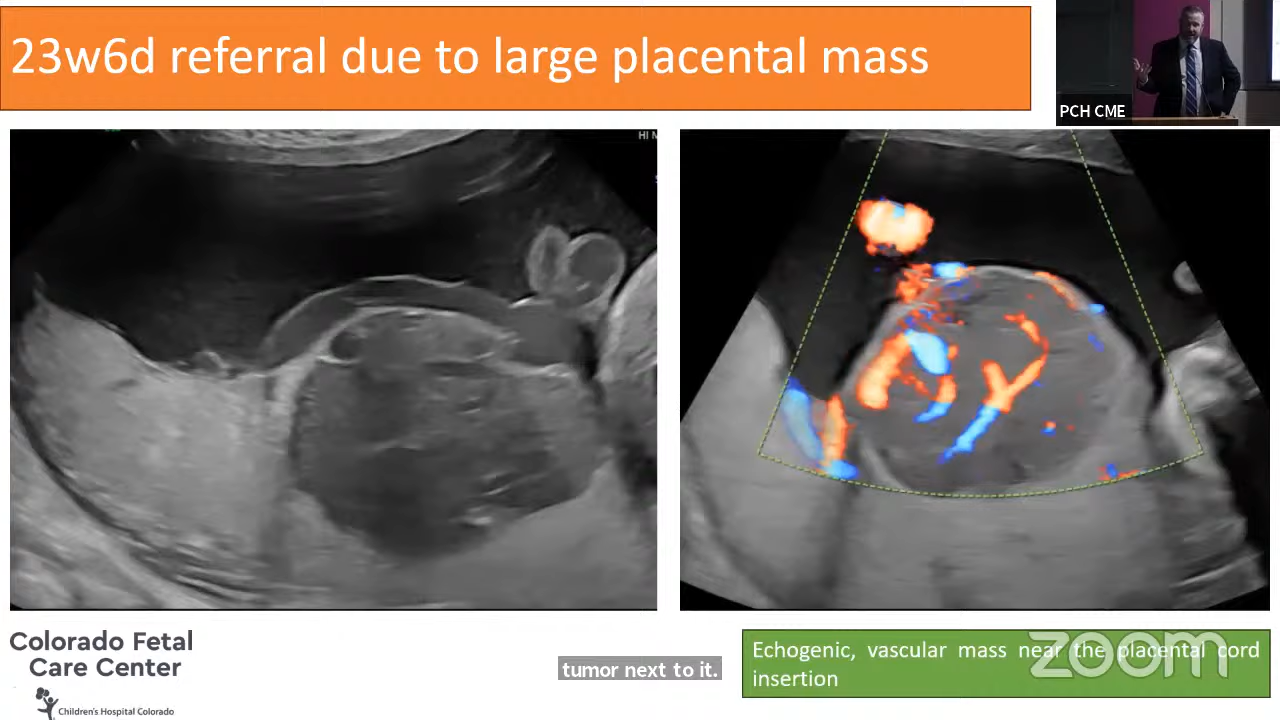 23w6d referral due to large placental mass
PCH CME
HI M
Colorado Fetal
Care Center
Children's Hospital Colorado
tumor next to it.
Echogenic, vascular mass near the placental cord
insertion
zoom